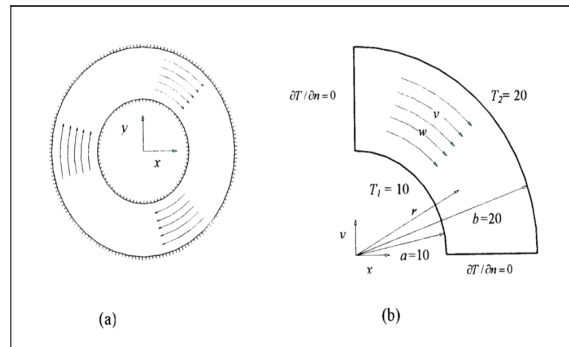 y
x
(a)
∂T/∂n=0
T₂= 20
v
w
T₁ = 10
r
b=20
v
a=10
x
∂T/∂n=0
(b)